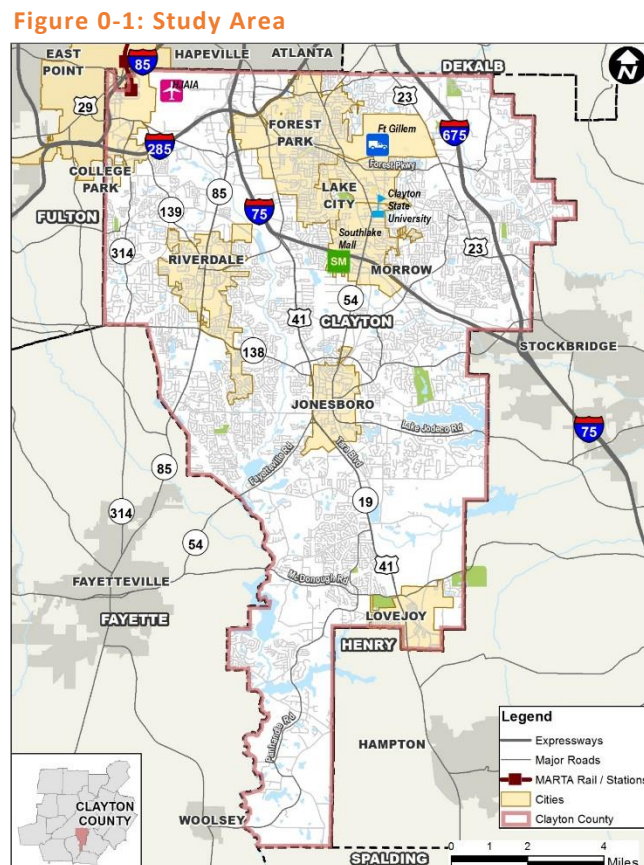 Figure 0-1: Study Area
EAST
POINT
85
HAPEVILLE
ATLANTA
DEKALB
N
29
HJAIA
23
Ft Gillem
675
285
FOREST
PARK
Forest Pkwy
COLLEGE
PARK
85
LAKE
CITY
Clayton
State
University
FULTON
139
75
Southlake
Mall
23
314
RIVERDALE
SM
MORROW
54
41
CLAYTON
138
STOCKBRIDGE
JONESBORO
Lake Jodeco Rd
75
Fayetteville Rd
Tara Blvd
85
19
314
54
41
FAYETTEVILLE
McDonough Rd
LOVEJOY
FAYETTE
HENRY
Panhandle Rd
HAMPTON
Legend
Expressways
Major Roads
MARTA Rail / Stations
Cities
Clayton County
CLAYTON
COUNTY
WOOLSEY
SPALDING
0 1 2 4
Miles